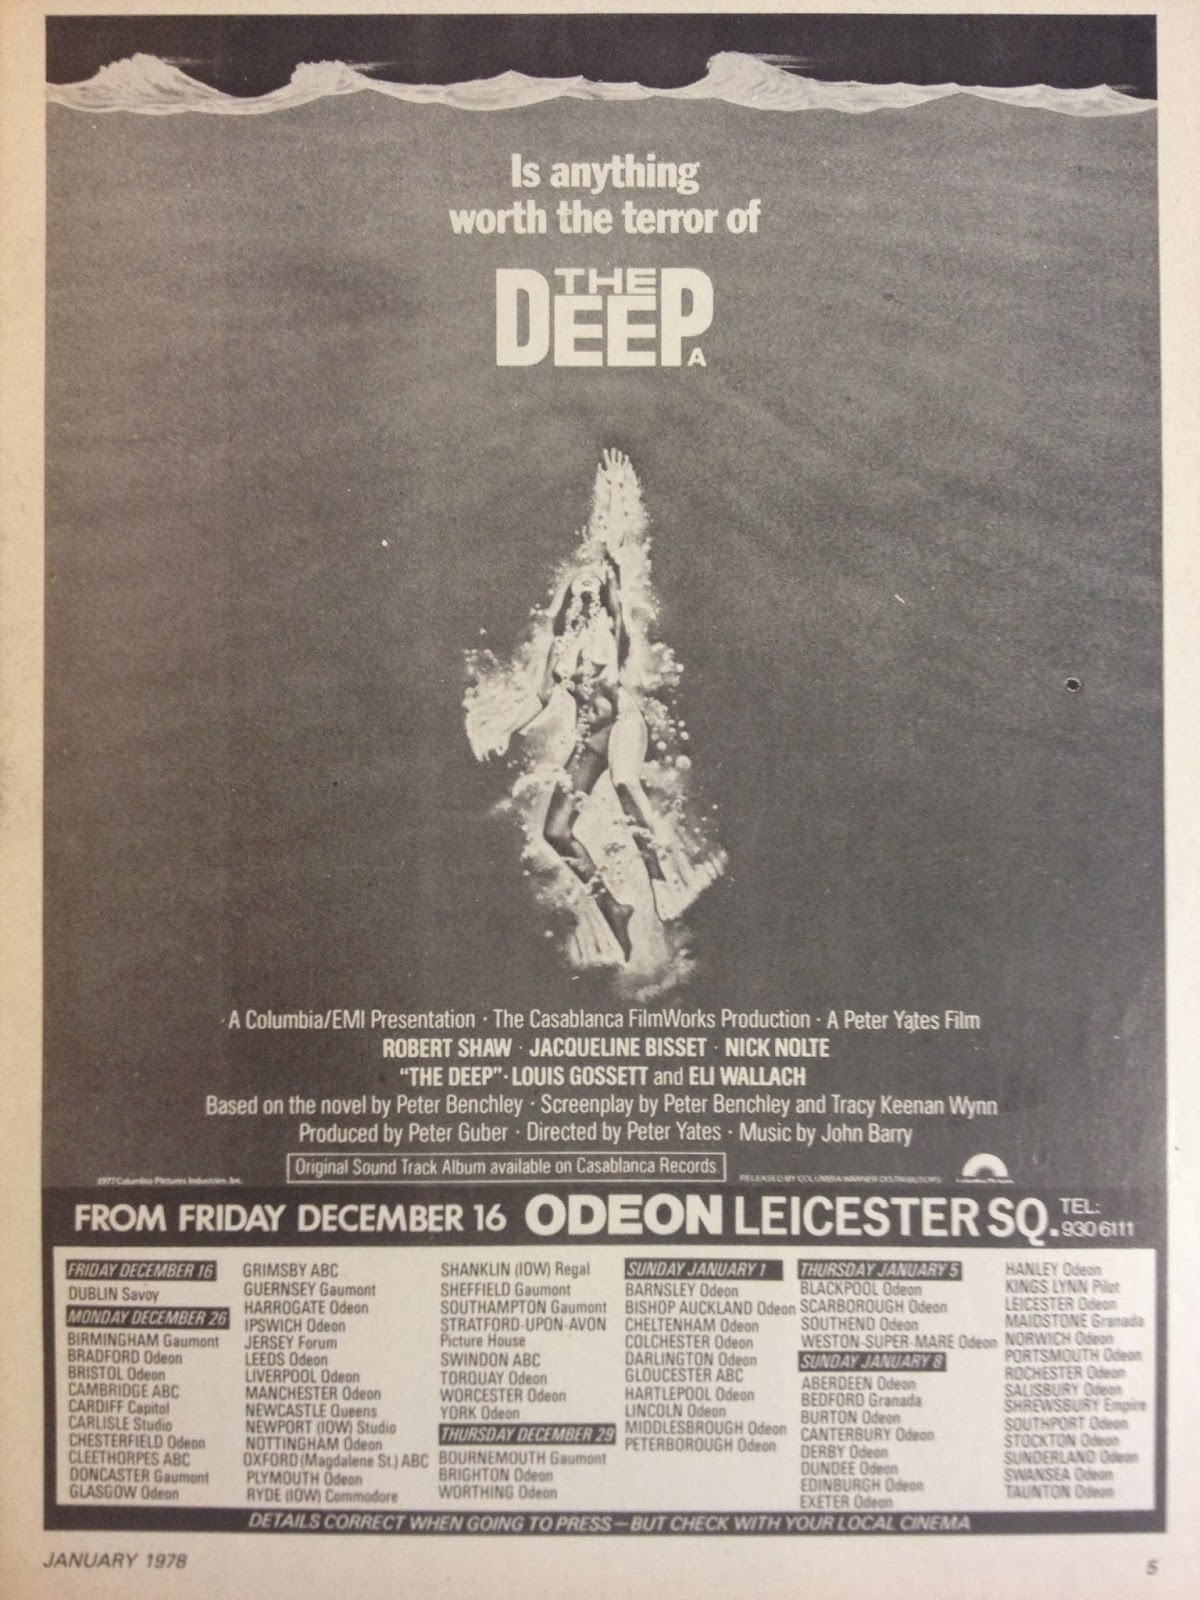 Is anything
worth the terror of
THE
DEEP
A
A Columbia/EMI Presentation · The Casablanca FilmWorks Production · A Peter Yates Film
ROBERT SHAW · JACQUELINE BISSET · NICK NOLTE
"THE DEEP" · LOUIS GOSSETT and ELI WALLACH
Based on the novel by Peter Benchley · Screenplay by Peter Benchley and Tracy Keenan Wynn
Produced by Peter Guber · Directed by Peter Yates · Music by John Barry
Original Sound Track Album available on Casablanca Records.
1977 Columbia Pictures Industries, Inc.
RELEASED BY COLUMBIA-WARNER DISTRIBUTORS
Columbia Pictures
FROM FRIDAY DECEMBER 16 ODEON LEICESTER SQ. TEL:
930 6111
FRIDAY DECEMBER 16
DUBLIN Savoy
MONDAY DECEMBER 26
BIRMINGHAM Gaumont
BRADFORD Odeon
BRISTOL Odeon
CAMBRIDGE ABC
CARDIFF Capitol
CARLISLE Studio
CHESTERFIELD Odeon
CLEETHORPES ABC
DONCASTER Gaumont
GLASGOW Odeon
GRIMSBY ABC
GUERNSEY Gaumont
HARROGATE Odeon
IPSWICH Odeon
JERSEY Forum
LEEDS Odeon
LIVERPOOL Odeon
MANCHESTER Odeon
NEWCASTLE Queens
NEWPORT (IOW) Studio
NOTTINGHAM Odeon
OXFORD (Magdalene St.) ABC
PLYMOUTH Odeon
RYDE (IOW) Commodore
SHANKLIN (IOW) Regal
SHEFFIELD Gaumont
SOUTHAMPTON Gaumont
STRATFORD-UPON-AVON
Picture House
SWINDON ABC
TORQUAY Odeon
WORCESTER Odeon
YORK Odeon
THURSDAY DECEMBER 29
BOURNEMOUTH Gaumont
BRIGHTON Odeon
WORTHING Odeon
SUNDAY JANUARY 1
BARNSLEY Odeon
BISHOP AUCKLAND Odeon
CHELTENHAM Odeon
COLCHESTER Odeon
DARLINGTON Odeon
GLOUCESTER ABC
HARTLEPOOL Odeon
LINCOLN Odeon
MIDDLESBROUGH Odeon
PETERBOROUGH Odeon
THURSDAY JANUARY 5
BLACKPOOL Odeon
SCARBOROUGH Odeon
SOUTHEND Odeon
WESTON-SUPER-MARE Odeon
SUNDAY JANUARY 8
ABERDEEN Odeon
BEDFORD Granada
BURTON Odeon
CANTERBURY Odeon
DERBY Odeon
DUNDEE Odeon
EDINBURGH Odeon
EXETER Odeon
HANLEY Odeon
KINGS LYNN Pilot
LEICESTER Odeon
MAIDSTONE Granada
NORWICH Odeon
PORTSMOUTH Odeon
ROCHESTER Odeon
SALISBURY Odeon
SHREWSBURY Empire
SOUTHPORT Odeon
STOCKTON Odeon
SUNDERLAND Odeon
SWANSEA Odeon
TAUNTON Odeon
DETAILS CORRECT WHEN GOING TO PRESS — BUT CHECK WITH YOUR LOCAL CINEMA
JANUARY 1978
5